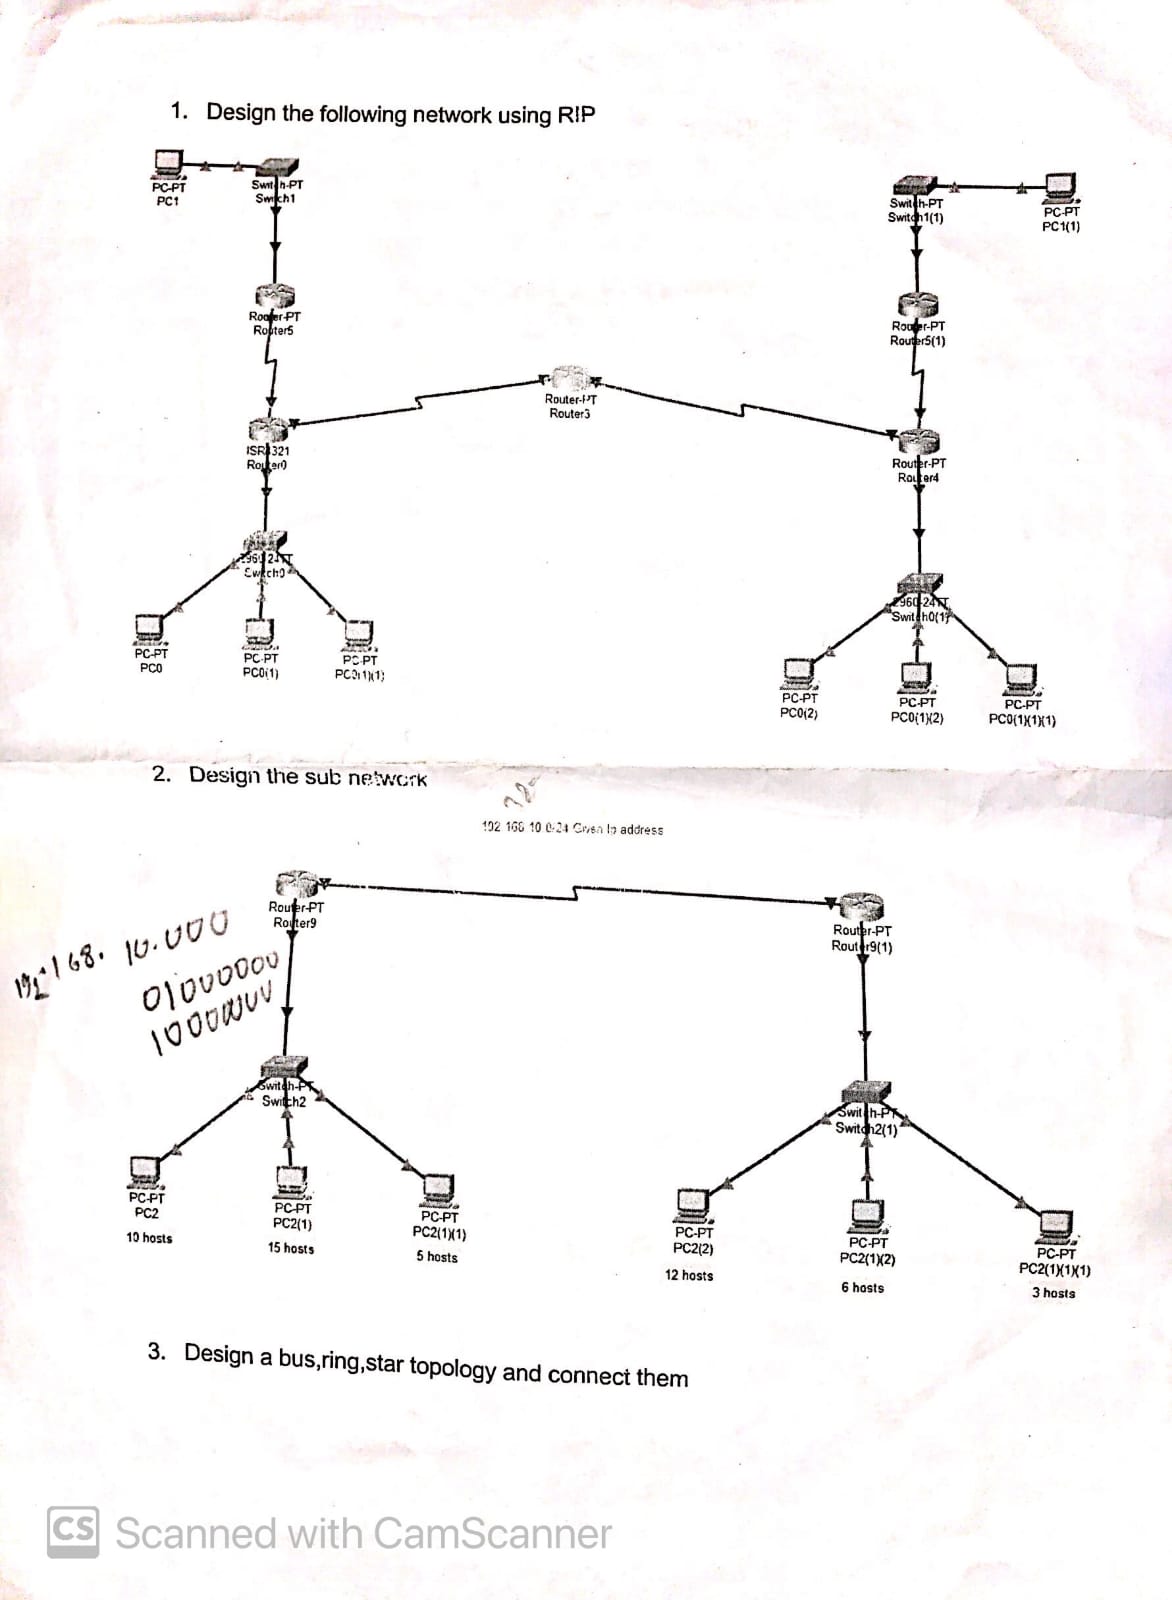 1. Design the following network using RIP
PC-PT
PC1
Switch-PT
Switch1
Switch-PT
Switch1(1)
PC-PT
PC1(1)
Router-PT
Router5
Router-PT
Router5(1)
Router-PT
Router3
ISR4321
Router0
Router-PT
Router4
2960-24TT
Switch0
2960-24TT
Switch0(1)
PC-PT
PC0
PC-PT
PC0(1)
PC-PT
PC0(1)(1)
PC-PT
PC0(2)
PC-PT
PC0(1)(2)
PC-PT
PC0(1)(1)(1)
2. Design the sub network
192 168 10 0/24 Given Ip address
Router-PT
Router9
Router-PT
Router9(1)
192.168. 10.000
01000000
Switch-PT
Switch2
Switch-PT
Switch2(1)
PC-PT
PC2
10 hosts
PC-PT
PC2(1)
15 hosts
PC-PT
PC2(1)(1)
5 hosts
PC-PT
PC2(2)
12 hosts
PC-PT
PC2(1)(2)
6 hosts
PC-PT
PC2(1)(1)(1)
3 hosts
3. Design a bus,ring,star topology and connect them
CS Scanned with CamScanner